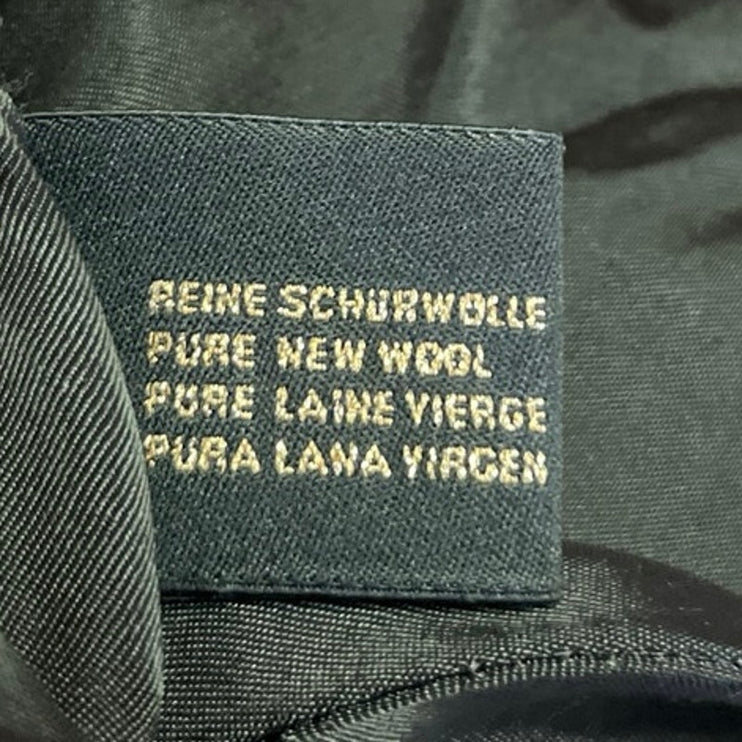 REINE SCHURWOLLE
PURE NEW WOOL
PURE LAINE VIERGE
PURA LANA VIRGEN